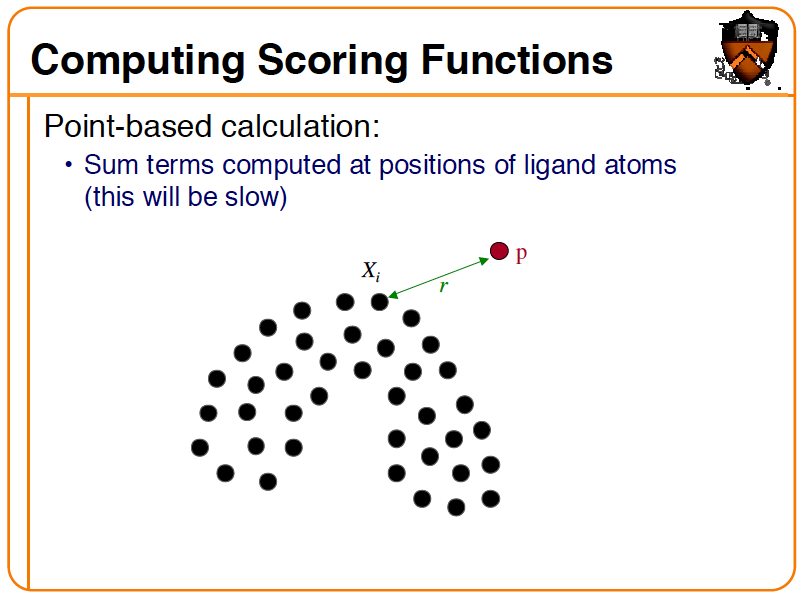 Computing Scoring Functions
Point-based calculation:
• Sum terms computed at positions of ligand atoms
(this will be slow)
p
Xi
r